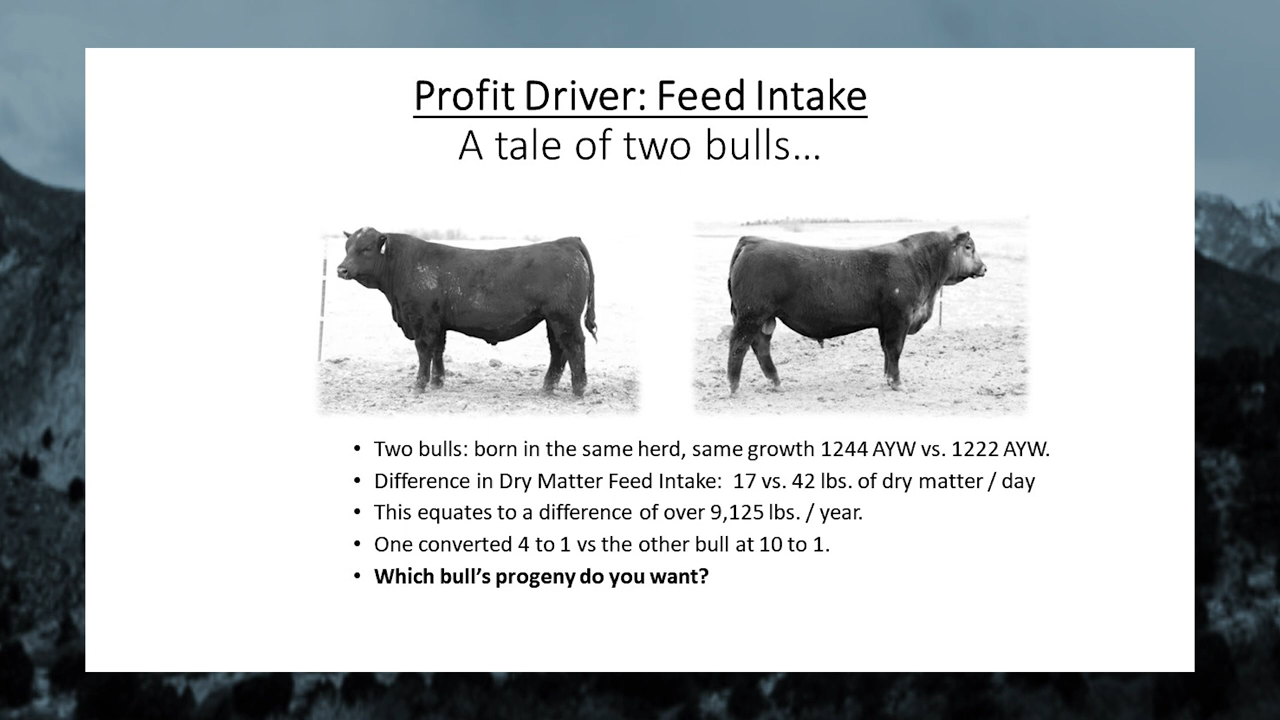 Profit Driver: Feed Intake
A tale of two bulls...
• Two bulls: born in the same herd, same growth 1244 AYW vs. 1222 AYW.
• Difference in Dry Matter Feed Intake: 17 vs. 42 lbs. of dry matter / day
• This equates to a difference of over 9,125 lbs. / year.
• One converted 4 to 1 vs the other bull at 10 to 1.
• Which bull’s progeny do you want?